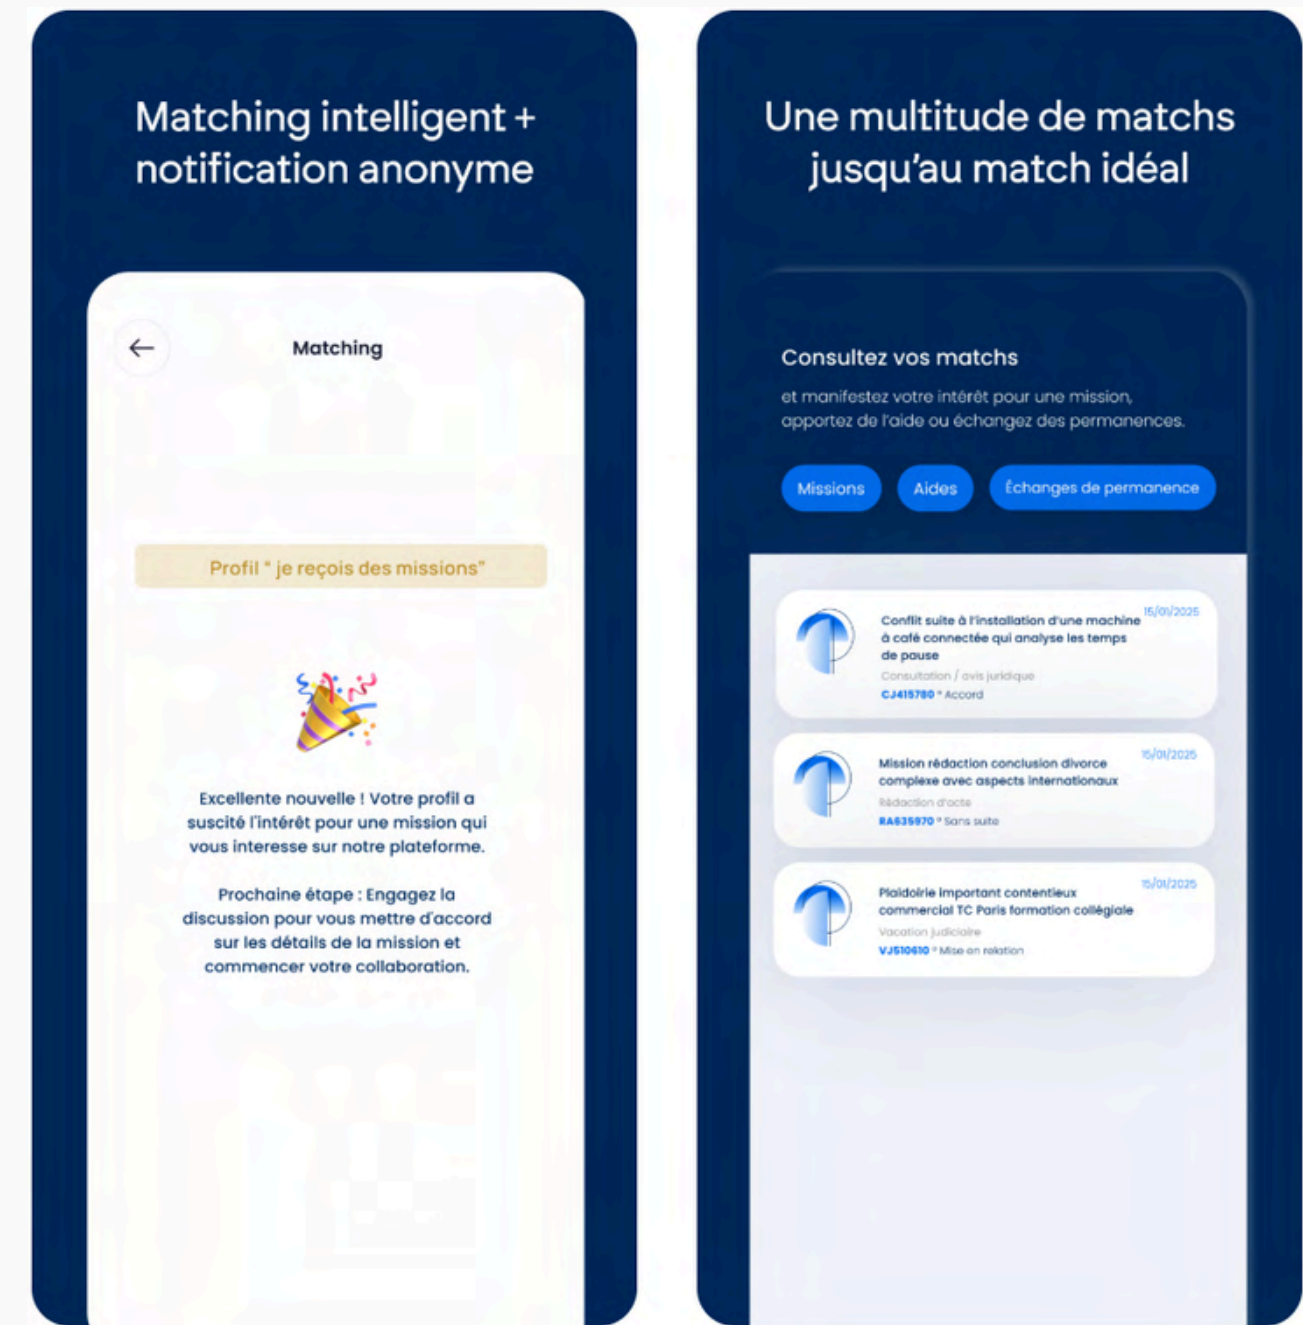 Matching intelligent +
notification anonyme
Matching
Profil " je reçois des missions"
Excellente nouvelle ! Votre profil a
suscité l'intérêt pour une mission qui
vous interesse sur notre plateforme.
Prochaine étape : Engagez la
discussion pour vous mettre d'accord
sur les détails de la mission et
commencer votre collaboration.
Une multitude de matchs
jusqu'au match idéal
Consultez vos matchs
et manifestez votre intérêt pour une mission,
apportez de l'aide ou échangez des permanences.
Missions
Aides
Échanges de permanence
Conflit suite à l'installation d'une machine
à café connectée qui analyse les temps
de pause
15/01/2025
Consultation / avis juridique
CJ415780 ° Accord
Mission rédaction conclusion divorce
complexe avec aspects internationaux
15/01/2025
Rédaction d'acte
RA635970 ° Sans suite
Plaidoirie important contentieux
commercial TC Paris formation collégiale
15/01/2025
Vacation judiciaire
VJ510610 ° Mise en relation